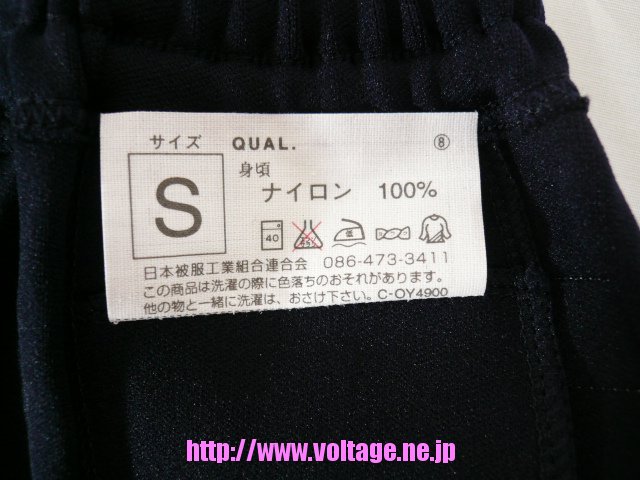 サイズ QUAL. ⑧
S
身頃
ナイロン 100%
40
日本被服工業組合連合会 086-473-3411
この商品は洗濯の際に色落ちのおそれがあります。
他の物と一緒に洗濯は、おさけ下さい。C-OY4900
http://www.voltage.ne.jp